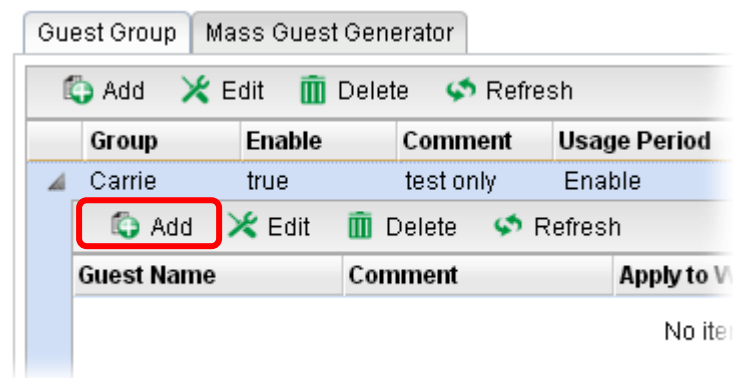 Guest Group Mass Guest Generator
Add Edit Delete Refresh
Group Enable Comment Usage Period
Carrie true test only Enable
Add Edit Delete Refresh
Guest Name Comment Apply to
No